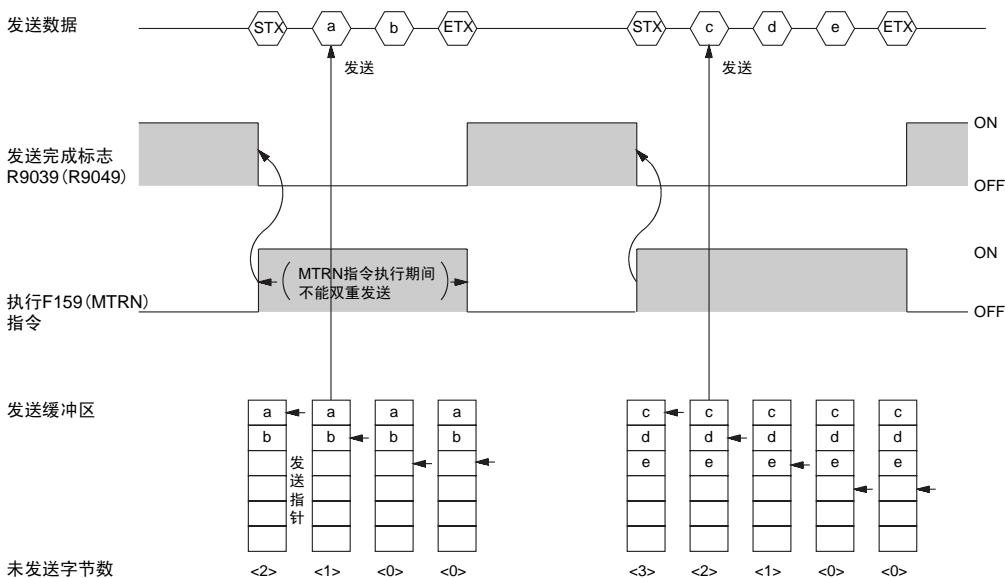 发送数据
STX a b ETX STX c d e ETX
发送 发送
发送完成标志
R9039(R9049)
ON
OFF
MTRN指令执行期间
不能双重发送
执行F159(MTRN)
指令
ON
OFF
发送缓冲区
a a a a c c c c c
b b b b d d d d d
e e e e e
发送指针
未发送字节数
<2> <1> <0> <0> <3> <2> <1> <0> <0>